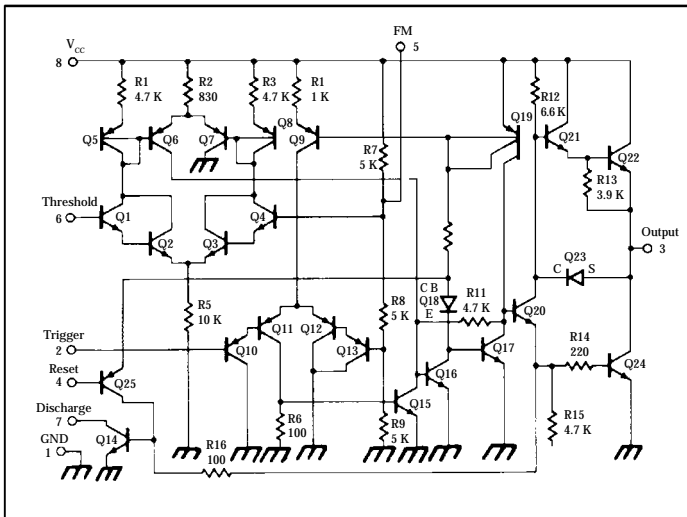 FM
5
VCC
8
R1
4.7 K
R2
830
R3
4.7 K
R1
1 K
R12
6.6 K
Q19
Q5
Q6
Q7
Q8
Q9
Q21
Q22
R7
5 K
R13
3.9 K
Threshold
6
Q1
Q2
Q3
Q4
Output
3
Q23
C S
C B
Q18
E
R11
4.7 K
Q20
R5
10 K
R8
5 K
Trigger
2
Q11
Q12
Q10
Q13
Q17
R14
220
Reset
4
Q25
Q16
Q24
Discharge
7
Q15
R6
100
R9
5 K
R15
4.7 K
GND
1
Q14
R16
100